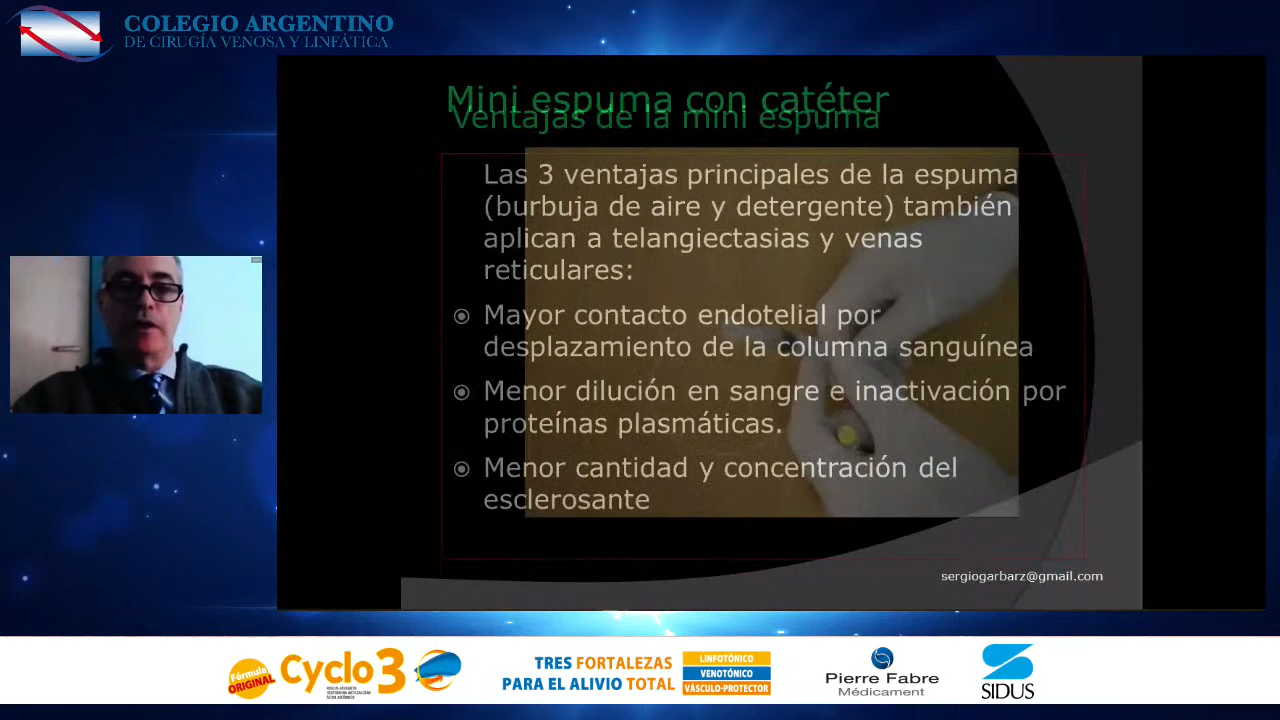 COLEGIO ARGENTINO
DE CIRUGÍA VENOSA Y LINFÁTICA
Mini espuma con catéter
Ventajas de la mini espuma
Las 3 ventajas principales de la espuma
(burbuja de aire y detergente) también
aplican a telangiectasias y venas
reticulares:
Mayor contacto endotelial por
desplazamiento de la columna sanguínea
Menor dilución en sangre e inactivación por
proteínas plasmáticas.
Menor cantidad y concentración del
esclerosante
sergiogarbarz@gmail.com
Fórmula
ORIGINAL
Cyclo 3
TRES FORTALEZAS
PARA EL ALIVIO TOTAL
LINFOTÓNICO
VENOTÓNICO
VÁSCULO-PROTECTOR
Pierre Fabre
Médicament
SIDUS